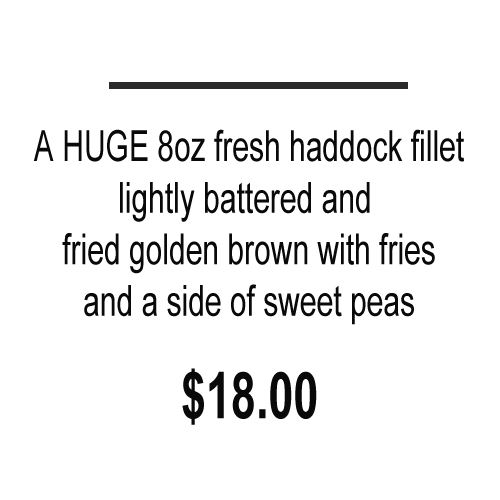 A HUGE 8oz fresh haddock fillet
lightly battered and
fried golden brown with fries
and a side of sweet peas
$18.00